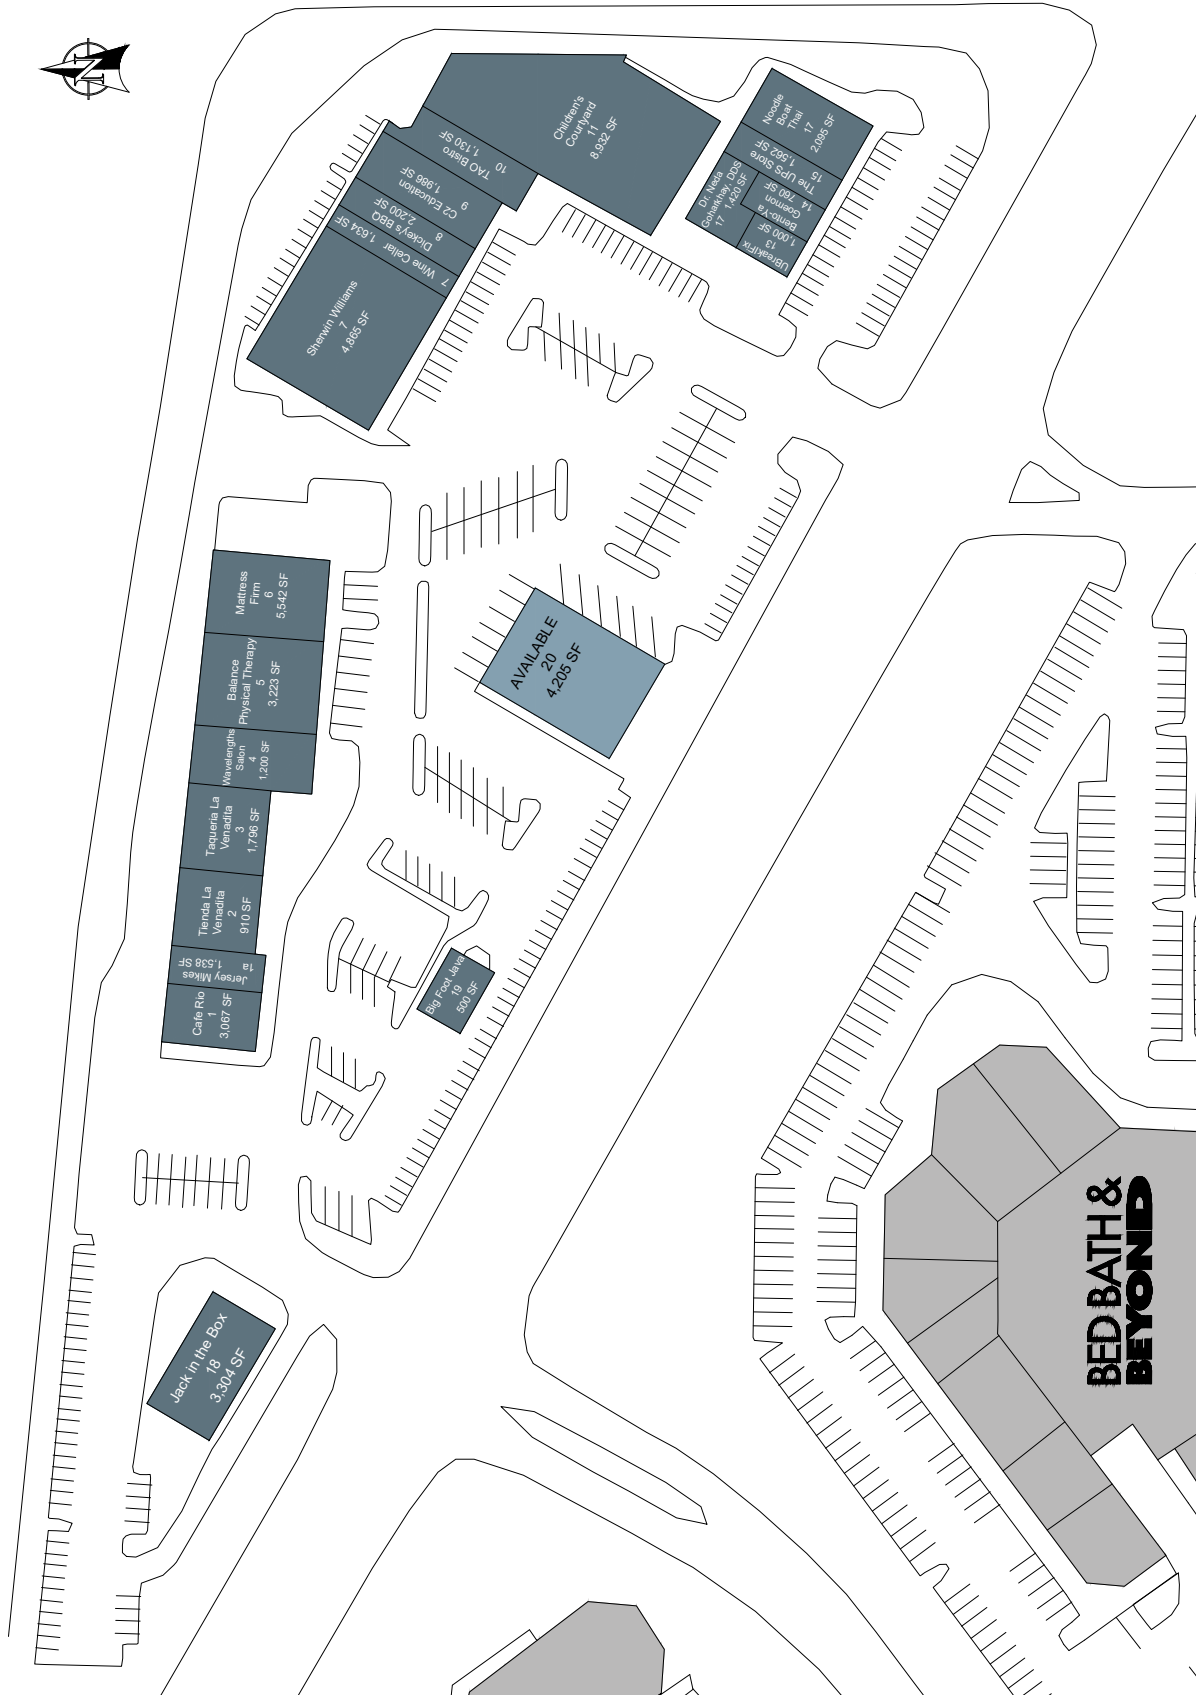 N
Children's
Courtyard
11
8,932 SF
Noodle
Boat
Thai
17
2,095 SF
15
The UPS Store
1,562 SF
Dr. Neda
Goharkhay, DDS
17 1,420 SF
14
Bento-Ya
Goemon
760 SF
UBreakiFix
13
1,000 SF
10
TAO Bistro
1,130 SF
9
C2 Education
1,986 SF
8
Dickey's BBQ
2,200 SF
7 Wine Cellar 1,634 SF
Sherwin Williams
7
4,865 SF
Mattress
Firm
6
5,542 SF
Balance
Physical Therapy
5
3,223 SF
Wavelengths
Salon
4
1,200 SF
Taqueria La
Venadita
3
1,796 SF
Tienda La
Venadita
2
910 SF
1a
Jersey Mikes
1,538 SF
Cafe Rio
1
3,067 SF
AVAILABLE
20
4,205 SF
Big Foot Java
19
500 SF
Jack in the Box
18
3,304 SF
BED BATH &
BEYOND